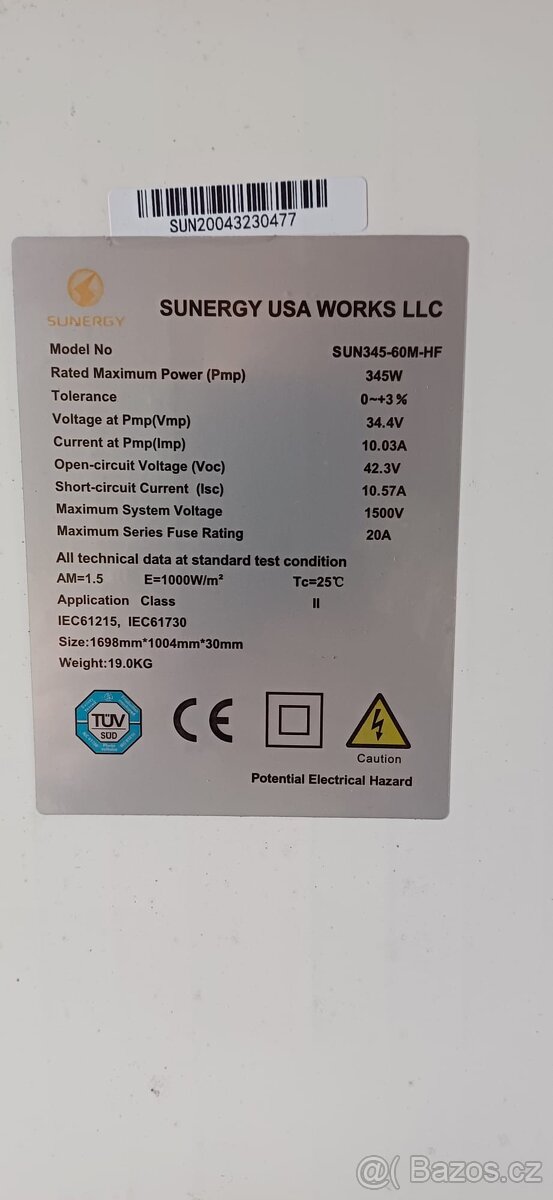 SUN20043230477
SUNERGY
SUNERGY USA WORKS LLC
Model No SUN345-60M-HF
Rated Maximum Power (Pmp) 345W
Tolerance 0~+3%
Voltage at Pmp(Vmp) 34.4V
Current at Pmp(Imp) 10.03A
Open-circuit Voltage (Voc) 42.3V
Short-circuit Current (Isc) 10.57A
Maximum System Voltage 1500V
Maximum Series Fuse Rating 20A
All technical data at standard test condition
AM=1.5 E=1000W/m² Tc=25℃
Application Class II
IEC61215, IEC61730
Size:1698mm*1004mm*30mm
Weight:19.0KG
TÜV
SÜD
CE
Caution
Potential Electrical Hazard
@( Bazos.cz